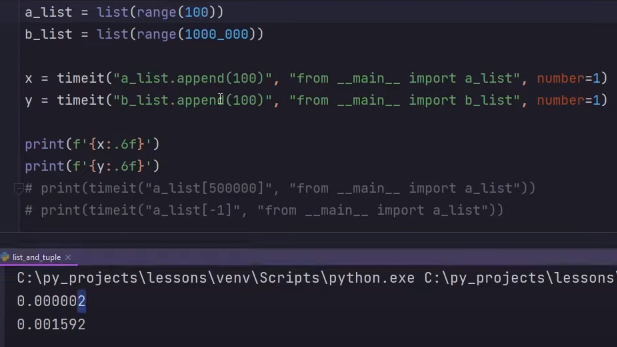 a_list = list(range(100))
b_list = list(range(1000_000))
x = timeit("a_list.append(100)", "from __main__ import a_list", number=1)
y = timeit("b_list.append(100)", "from __main__ import b_list", number=1)
print(f'{x:.6f}')
print(f'{y:.6f}')
# print(timeit("a_list[500000]", "from __main__ import a_list"))
# print(timeit("a_list[-1]", "from __main__ import a_list"))
list_and_tuple ×
C:\py_projects\lessons\venv\Scripts\python.exe C:\py_projects\lessons
0.000002
0.001592